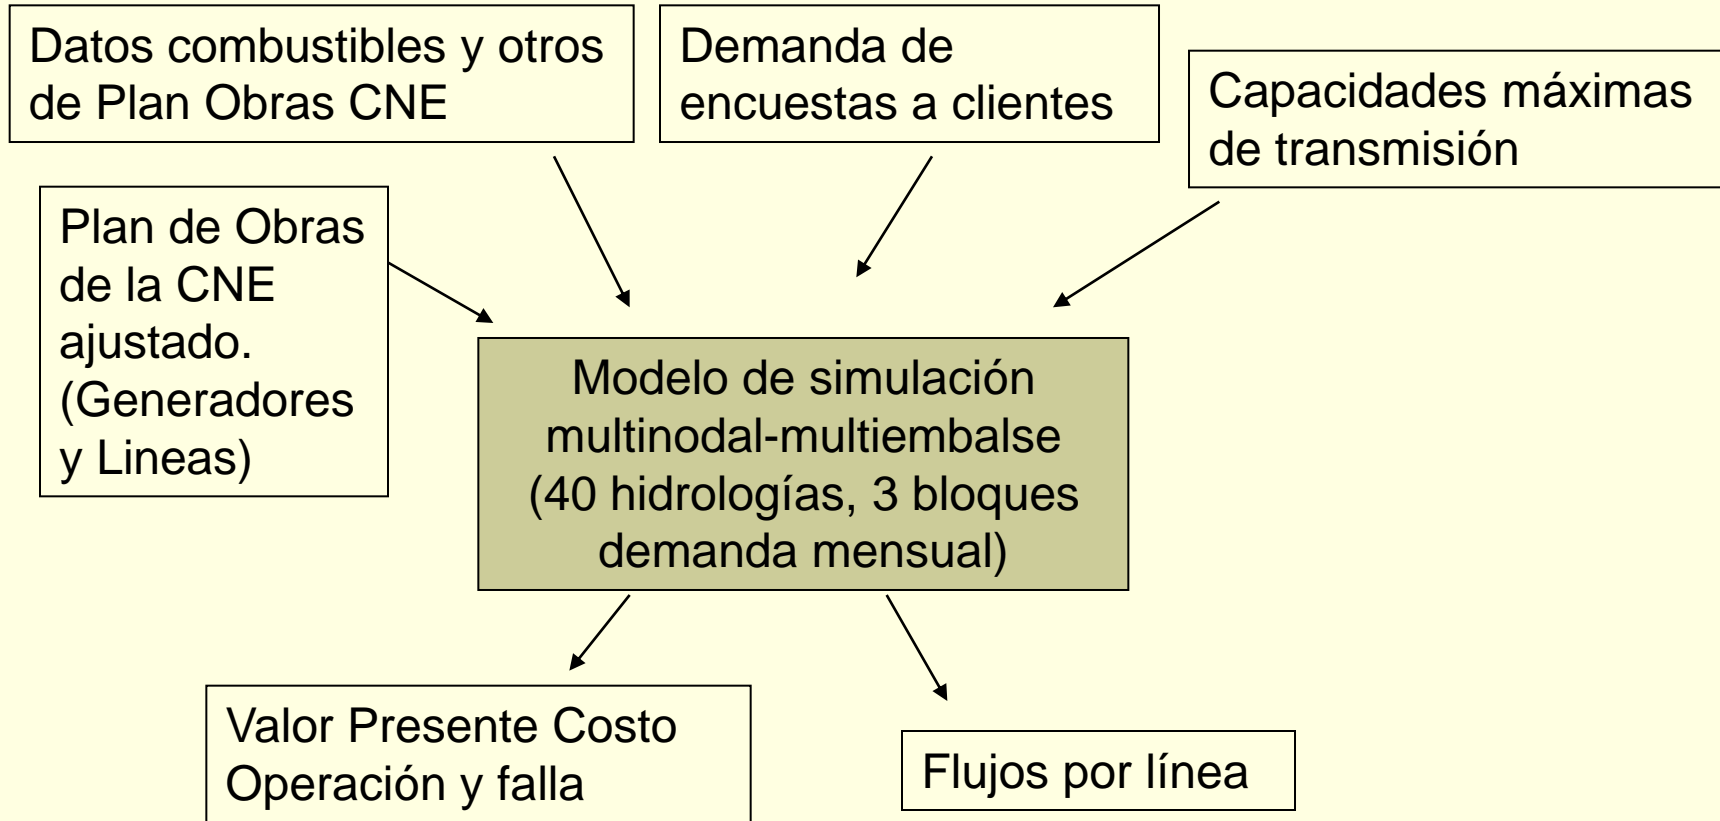 Datos combustibles y otros
de Plan Obras CNE
Demanda de
encuestas a clientes
Capacidades máximas
de transmisión
Plan de Obras
de la CNE
ajustado.
(Generadores
y Lineas)
Modelo de simulación
multinodal-multiembalse
(40 hidrologías, 3 bloques
demanda mensual)
Valor Presente Costo
Operación y falla
Flujos por línea